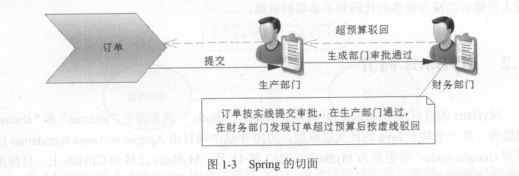 订单
提交
生产部门
超预算驳回
生成部门审批通过
财务部门
订单按实线提交审批，在生产部门通过，
在财务部门发现订单超过预算后按虚线驳回
图 1-3 Spring 的切面